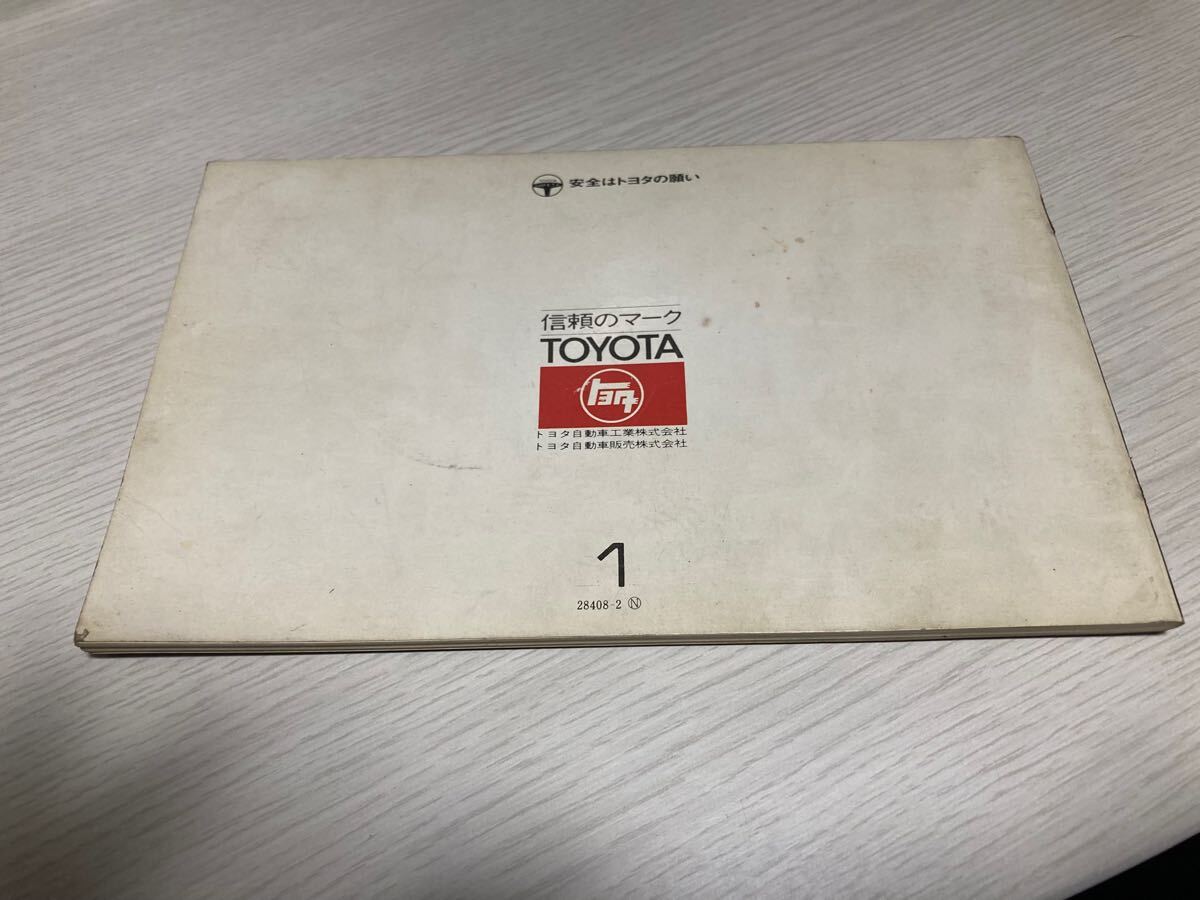 安全はトヨタの願い
信頼のマーク
TOYOTA
トヨタ
トヨタ自動車工業株式会社
トヨタ自動車販売株式会社
1
28408-2 Ⓝ